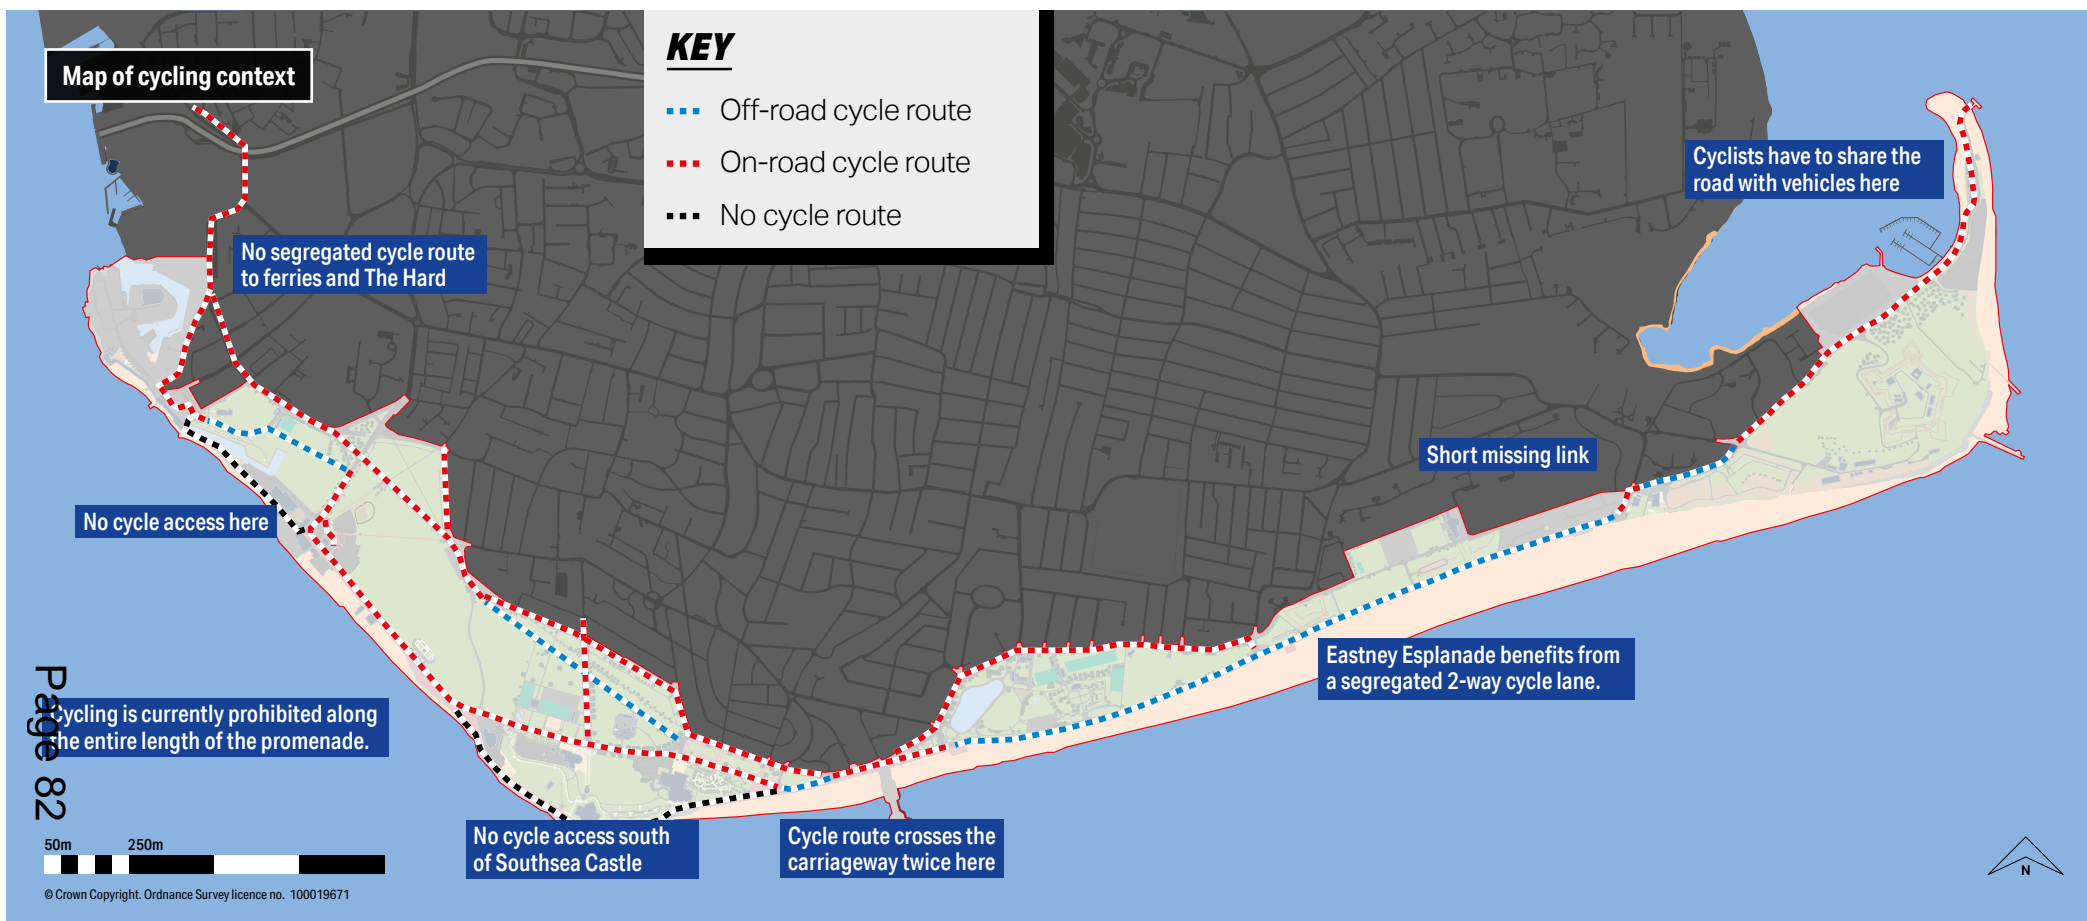 Map of cycling context
KEY
Off-road cycle route
On-road cycle route
No cycle route
Cyclists have to share the
road with vehicles here
No segregated cycle route
to ferries and The Hard
Short missing link
No cycle access here
Eastney Esplanade benefits from
a segregated 2-way cycle lane.
Cycling is currently prohibited along
the entire length of the promenade.
Page 82
No cycle access south
of Southsea Castle
Cycle route crosses the
carriageway twice here
50m 250m
© Crown Copyright. Ordnance Survey licence no. 100019671
N